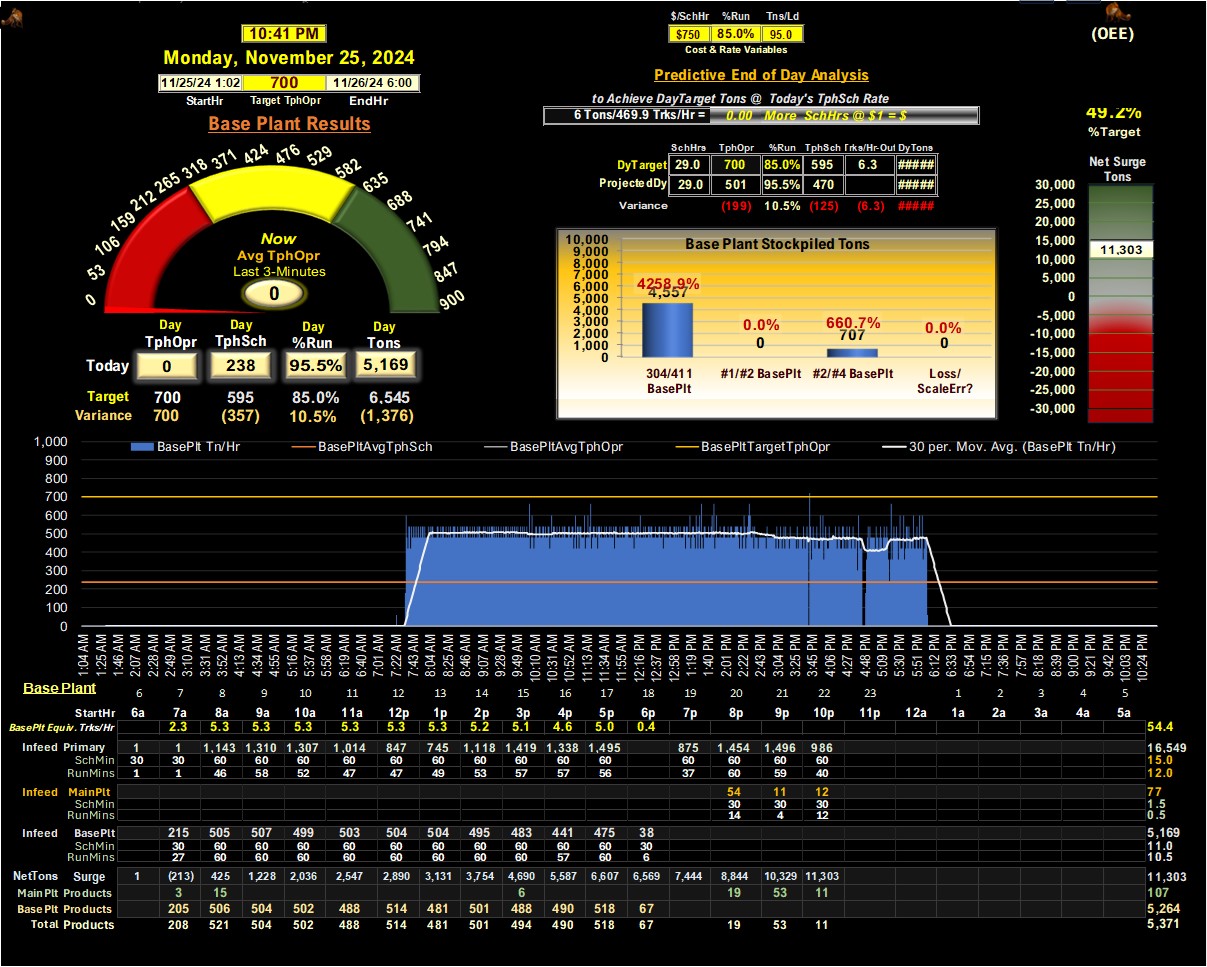 $/SchHr %Run Tns/Ld
10:41 PM
$750 85.0% 95.0
(OEE)
Cost & Rate Variables
Monday, November 25, 2024
Predictive End of Day Analysis
11/25/24 1:02 700 11/26/24 6:00
StartHr Target TphOpr EndHr
to Achieve DayTarget Tons @ Today's TphSch Rate
6 Tons/469.9 Trks/Hr = 0.00 More SchHrs @ $1 = $
49.2%
%Target
Base Plant Results
SchHrs TphOpr %Run TphSch Trks/Hr-Out DyTons
DyTarget 29.0 700 85.0% 595 6.3 #####
ProjectedDy 29.0 501 95.5% 470 #####
Variance (199) 10.5% (125) (6.3) #####
Net Surge
Tons
30,000
25,000
20,000
15,000
11,303
10,000
5,000
0
-5,000
-10,000
-15,000
-20,000
-25,000
-30,000
0 53 106 159 212 265 318 371 424 476 529 582 635 688 741 794 847 900
Now
Avg TphOpr
Last 3-Minutes
0
Base Plant Stockpiled Tons
10,000
9,000
8,000
7,000
6,000
5,000
4,000
3,000
2,000
1,000
0
4258.9% 0.0% 660.7% 0.0%
4,557 0 707 0
304/411 BasePlt #1/#2 BasePlt #2/#4 BasePlt Loss/ ScaleErr?
Day Day Day Day
TphOpr TphSch %Run Tons
Today 0 238 95.5% 5,169
Target 700 595 85.0% 6,545
Variance 700 (357) 10.5% (1,376)
BasePlt Tn/Hr BasePltAvgTphSch BasePltAvgTphOpr BasePltTargetTphOpr 30 per. Mov. Avg. (BasePlt Tn/Hr)
1,000
900
800
700
600
500
400
300
200
100
0
1:04 AM 1:25 AM 1:46 AM 2:07 AM 2:28 AM 2:49 AM 3:10 AM 3:31 AM 3:52 AM 4:13 AM 4:34 AM 4:55 AM 5:16 AM 5:37 AM 5:58 AM 6:19 AM 6:40 AM 7:01 AM 7:22 AM 7:43 AM 8:04 AM 8:25 AM 8:46 AM 9:07 AM 9:28 AM 9:49 AM 10:10 AM 10:31 AM 10:52 AM 11:13 AM 11:34 AM 11:55 AM 12:16 PM 12:37 PM 12:58 PM 1:19 PM 1:40 PM 2:01 PM 2:22 PM 2:43 PM 3:04 PM 3:24 PM 3:45 PM 4:06 PM 4:27 PM 4:48 PM 5:09 PM 5:30 PM 5:51 PM 6:12 PM 6:33 PM 6:54 PM 7:15 PM 7:36 PM 7:57 PM 8:18 PM 8:39 PM 9:00 PM 9:21 PM 9:42 PM 10:03 PM 10:24 PM
Base Plant
6 7 8 9 10 11 12 13 14 15 16 17 18 19 20 21 22 23 1 2 3 4 5
StartHr 6a 7a 8a 9a 10a 11a 12p 1p 2p 3p 4p 5p 6p 7p 8p 9p 10p 11p 12a 1a 2a 3a 4a 5a
BasePlt Equiv. Trks/Hr 2.3 5.3 5.3 5.3 5.3 5.3 5.3 5.2 5.1 4.6 5.0 0.4 54.4
Infeed Primary 1 1 1,143 1,310 1,307 1,014 847 745 1,118 1,419 1,338 1,495 875 1,454 1,496 986 16,549
SchMin 30 30 60 60 60 60 60 60 60 60 60 60 60 60 60 60 15.0
RunMins 1 1 46 58 52 47 47 49 53 57 57 56 37 60 59 40 12.0
Infeed MainPlt 54 11 12 77
SchMin 30 30 30 1.5
RunMins 14 4 12 0.5
Infeed BasePlt 215 505 507 499 503 504 504 495 483 441 475 38 5,169
SchMin 30 60 60 60 60 60 60 60 60 60 60 30 11.0
RunMins 27 60 60 60 60 60 60 60 60 57 60 6 10.5
NetTons Surge 1 (213) 425 1,228 2,036 2,547 2,890 3,131 3,754 4,690 5,587 6,607 6,569 7,444 8,844 10,329 11,303 11,303
MainPlt Products 3 15 6 19 53 11 107
BasePlt Products 205 506 504 502 488 514 481 501 488 490 518 67 5,264
Total Products 208 521 504 502 488 514 481 501 494 490 518 67 19 53 11 5,371